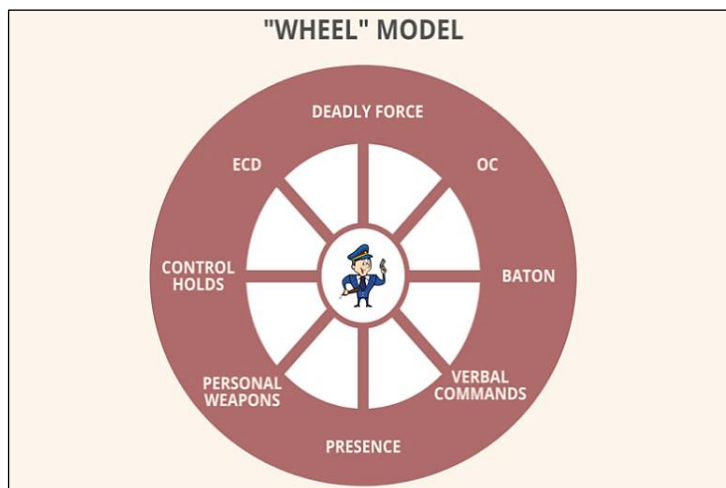 "WHEEL" MODEL
DEADLY FORCE
ECD
OC
CONTROL
HOLDS
BATON
PERSONAL
WEAPONS
VERBAL
COMMANDS
PRESENCE